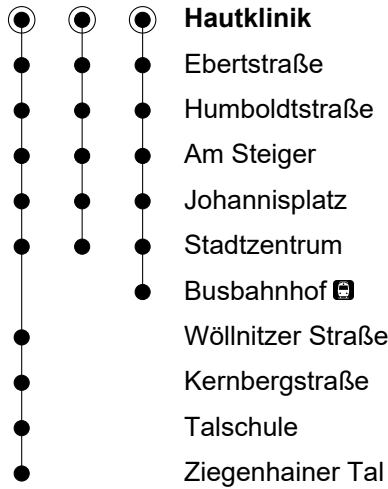 Hautklinik
Ebertstraße
Humboldtstraße
Am Steiger
Johannisplatz
Stadtzentrum
Busbahnhof
Wöllnitzer Straße
Kernbergstraße
Talschule
Ziegenhainer Tal